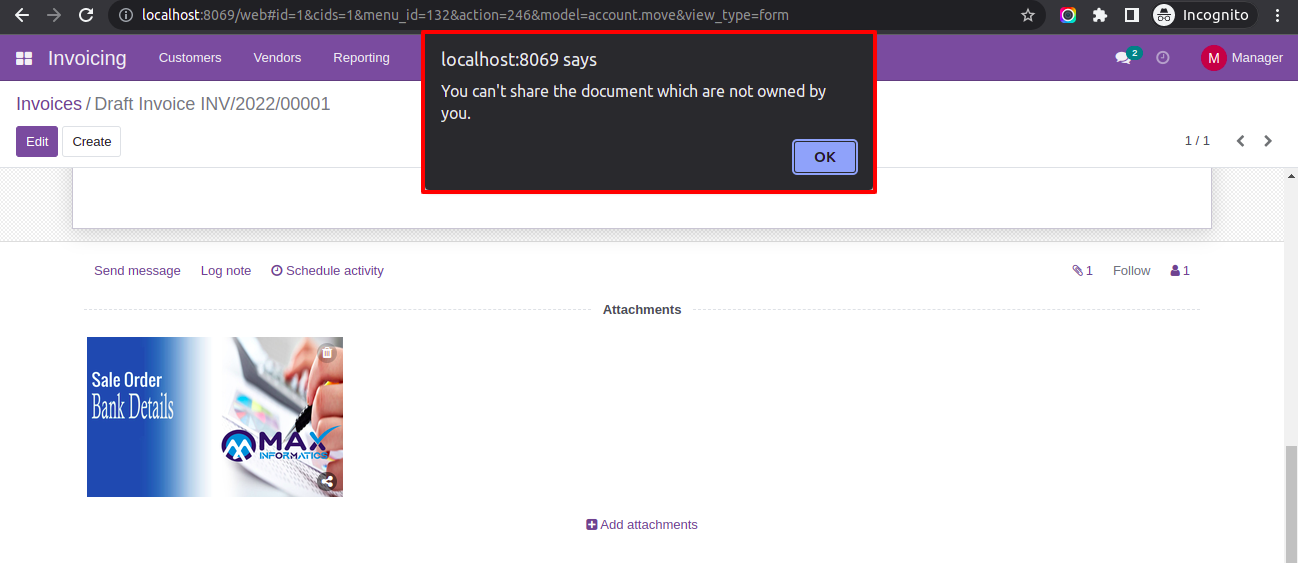 localhost:8069/web#id=1&cids=1&menu_id=132&action=246&model=account.move&view_type=form
Incognito
Invoicing
Customers
Vendors
Reporting
2
M
Manager
localhost:8069 says
You can't share the document which are not owned by
you.
OK
Invoices / Draft Invoice INV/2022/00001
Edit
Create
1 / 1
Send message
Log note
Schedule activity
1
Follow
1
Attachments
Sale Order
Bank Details
MAX
INFORMATICS
Add attachments